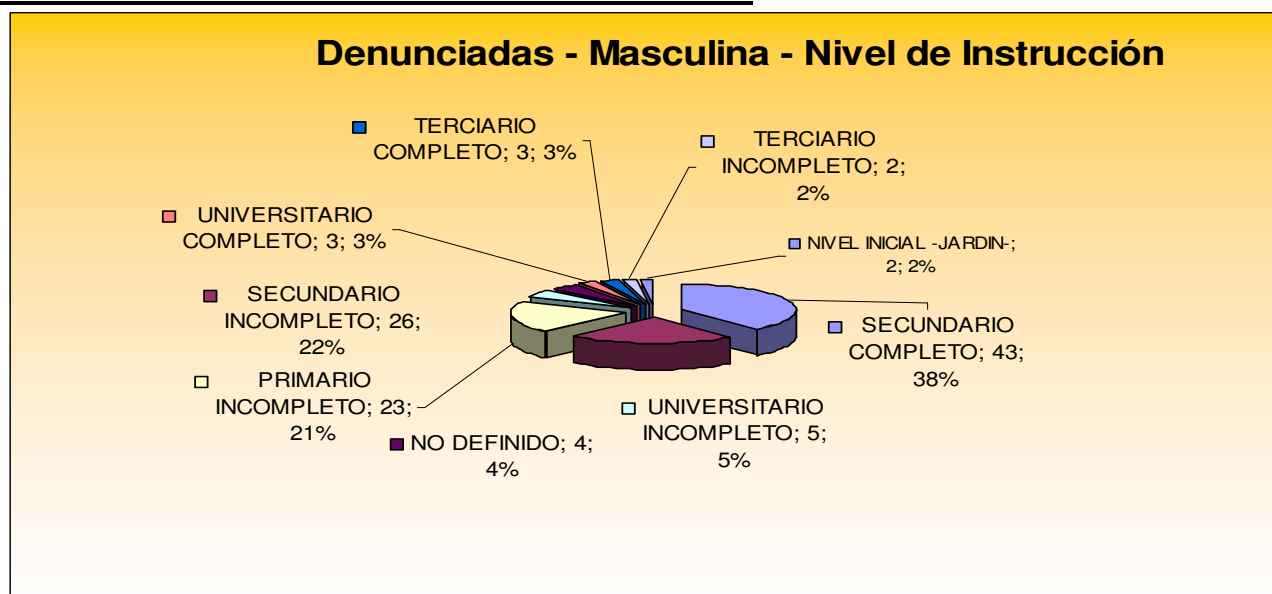 Denunciadas - Masculina - Nivel de Instrucción
TERCIARIO
COMPLETO; 3; 3%
TERCIARIO
INCOMPLETO; 2;
2%
UNIVERSITARIO
COMPLETO; 3; 3%
NIVEL INICIAL -JARDIN-;
2; 2%
SECUNDARIO
INCOMPLETO; 26;
22%
SECUNDARIO
COMPLETO; 43;
38%
PRIMARIO
INCOMPLETO; 23;
21%
UNIVERSITARIO
INCOMPLETO; 5;
5%
NO DEFINIDO; 4;
4%